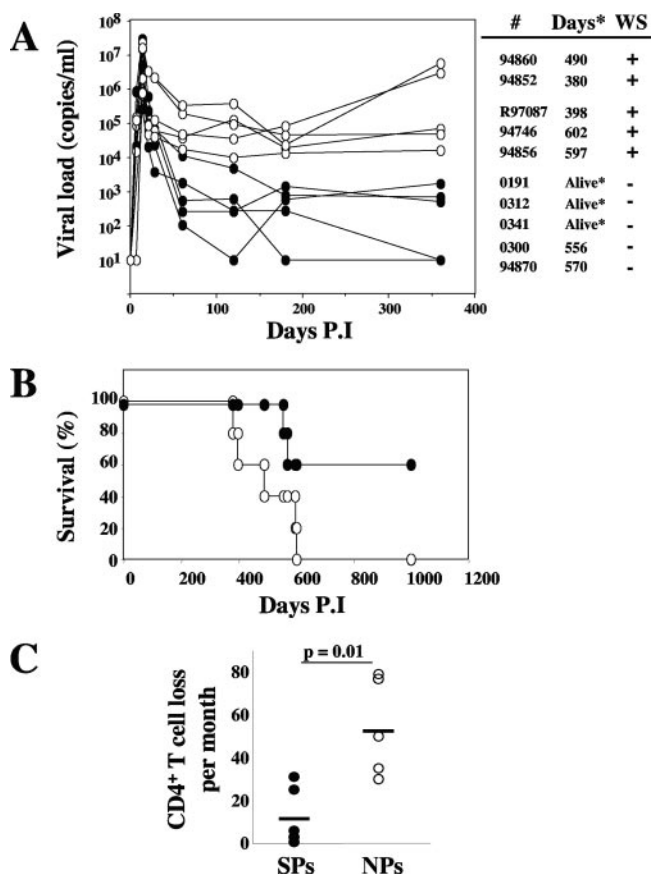 A
Viral load (copies/ml)
10⁸
10⁷
10⁶
10⁵
10⁴
10³
10²
10¹
0 100 200 300 400
Days P.I
# Days* WS
94860 490 +
94852 380 +
R97087 398 +
94746 602 +
94856 597 +
0191 Alive* -
0312 Alive* -
0341 Alive* -
0300 556 -
94870 570 -
B
Survival (%)
100
80
60
40
20
0
0 200 400 600 800 1000 1200
Days P.I
C
CD4⁺ T cell loss
per month
p = 0.01
80
60
40
20
0
SPs NPs